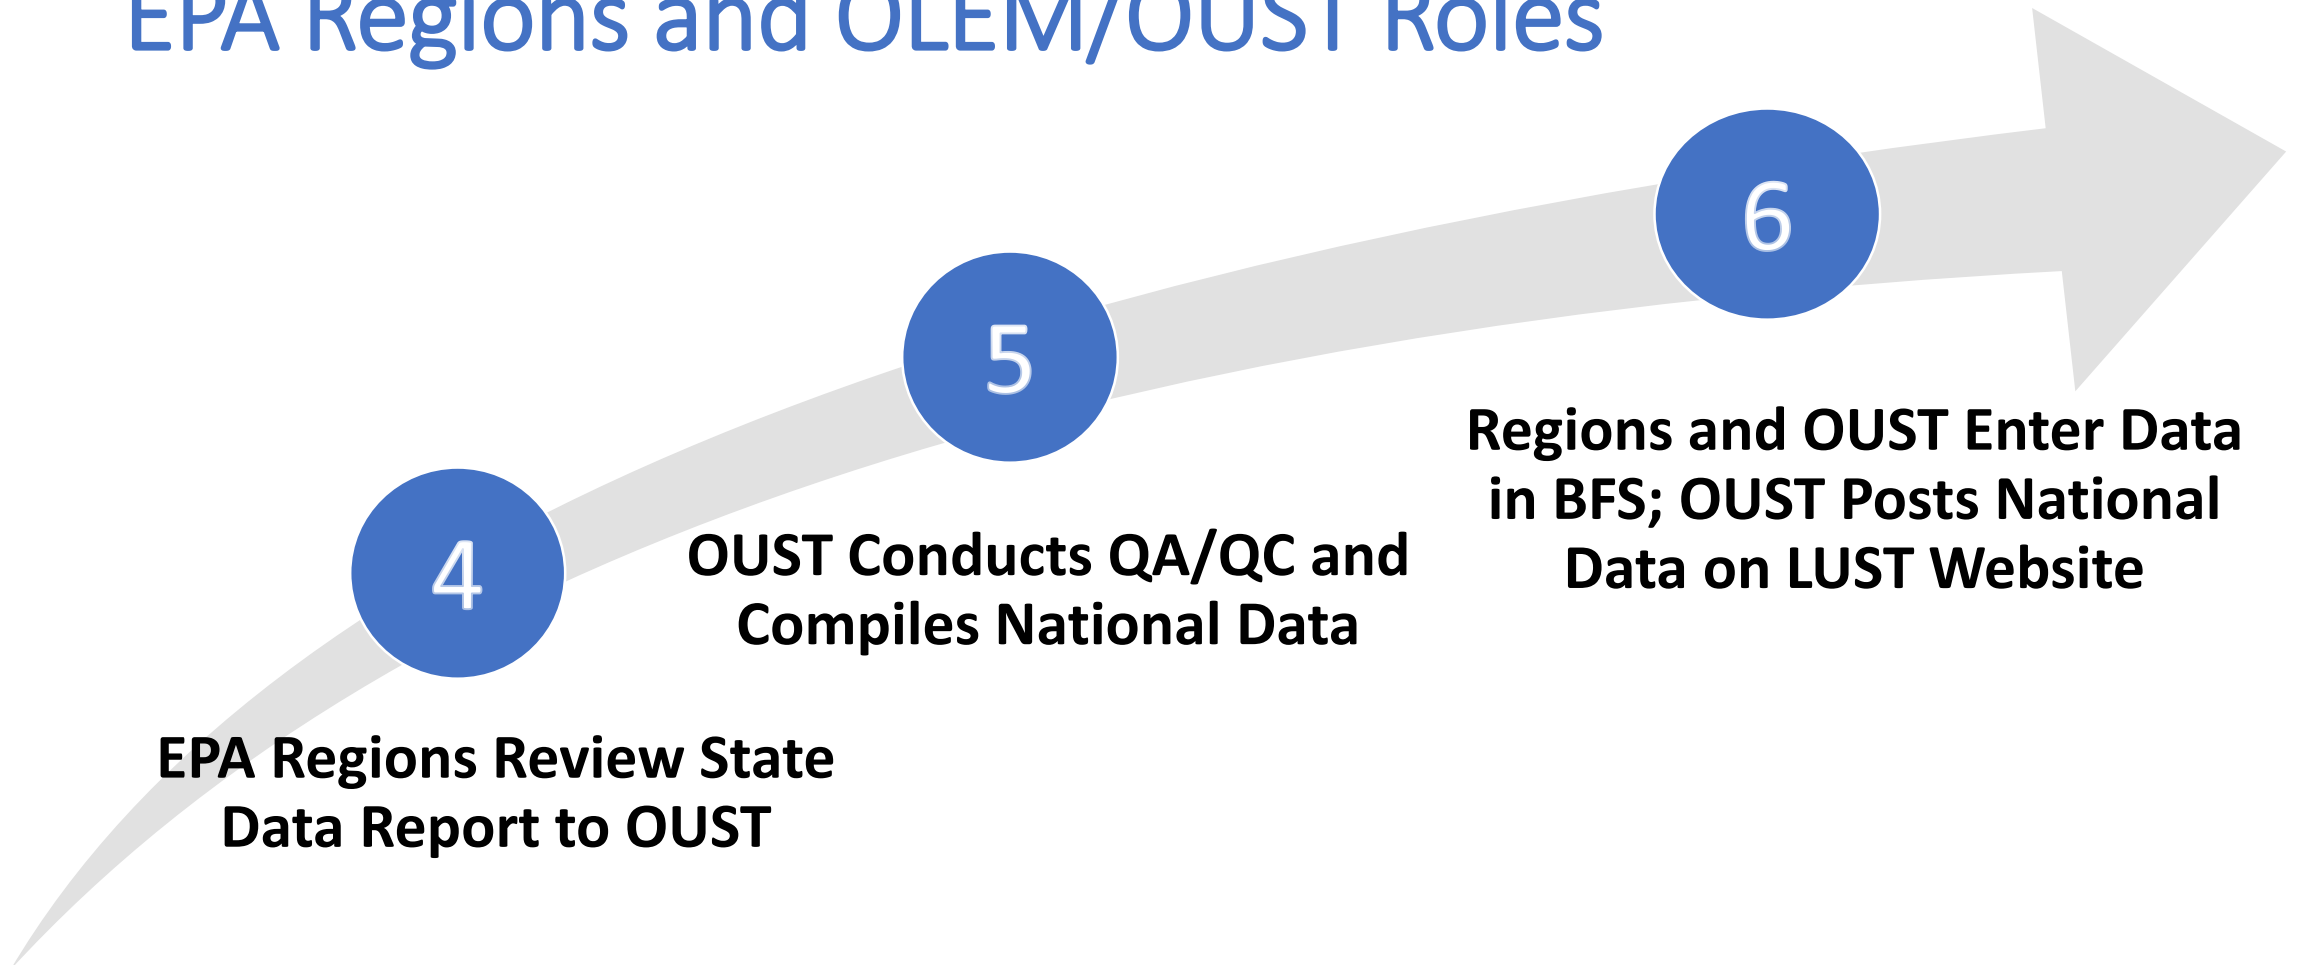 EPA Regions and OLEM/OUST Roles
6
5
4
Regions and OUST Enter Data
in BFS; OUST Posts National
Data on LUST Website
OUST Conducts QA/QC and
Compiles National Data
EPA Regions Review State
Data Report to OUST